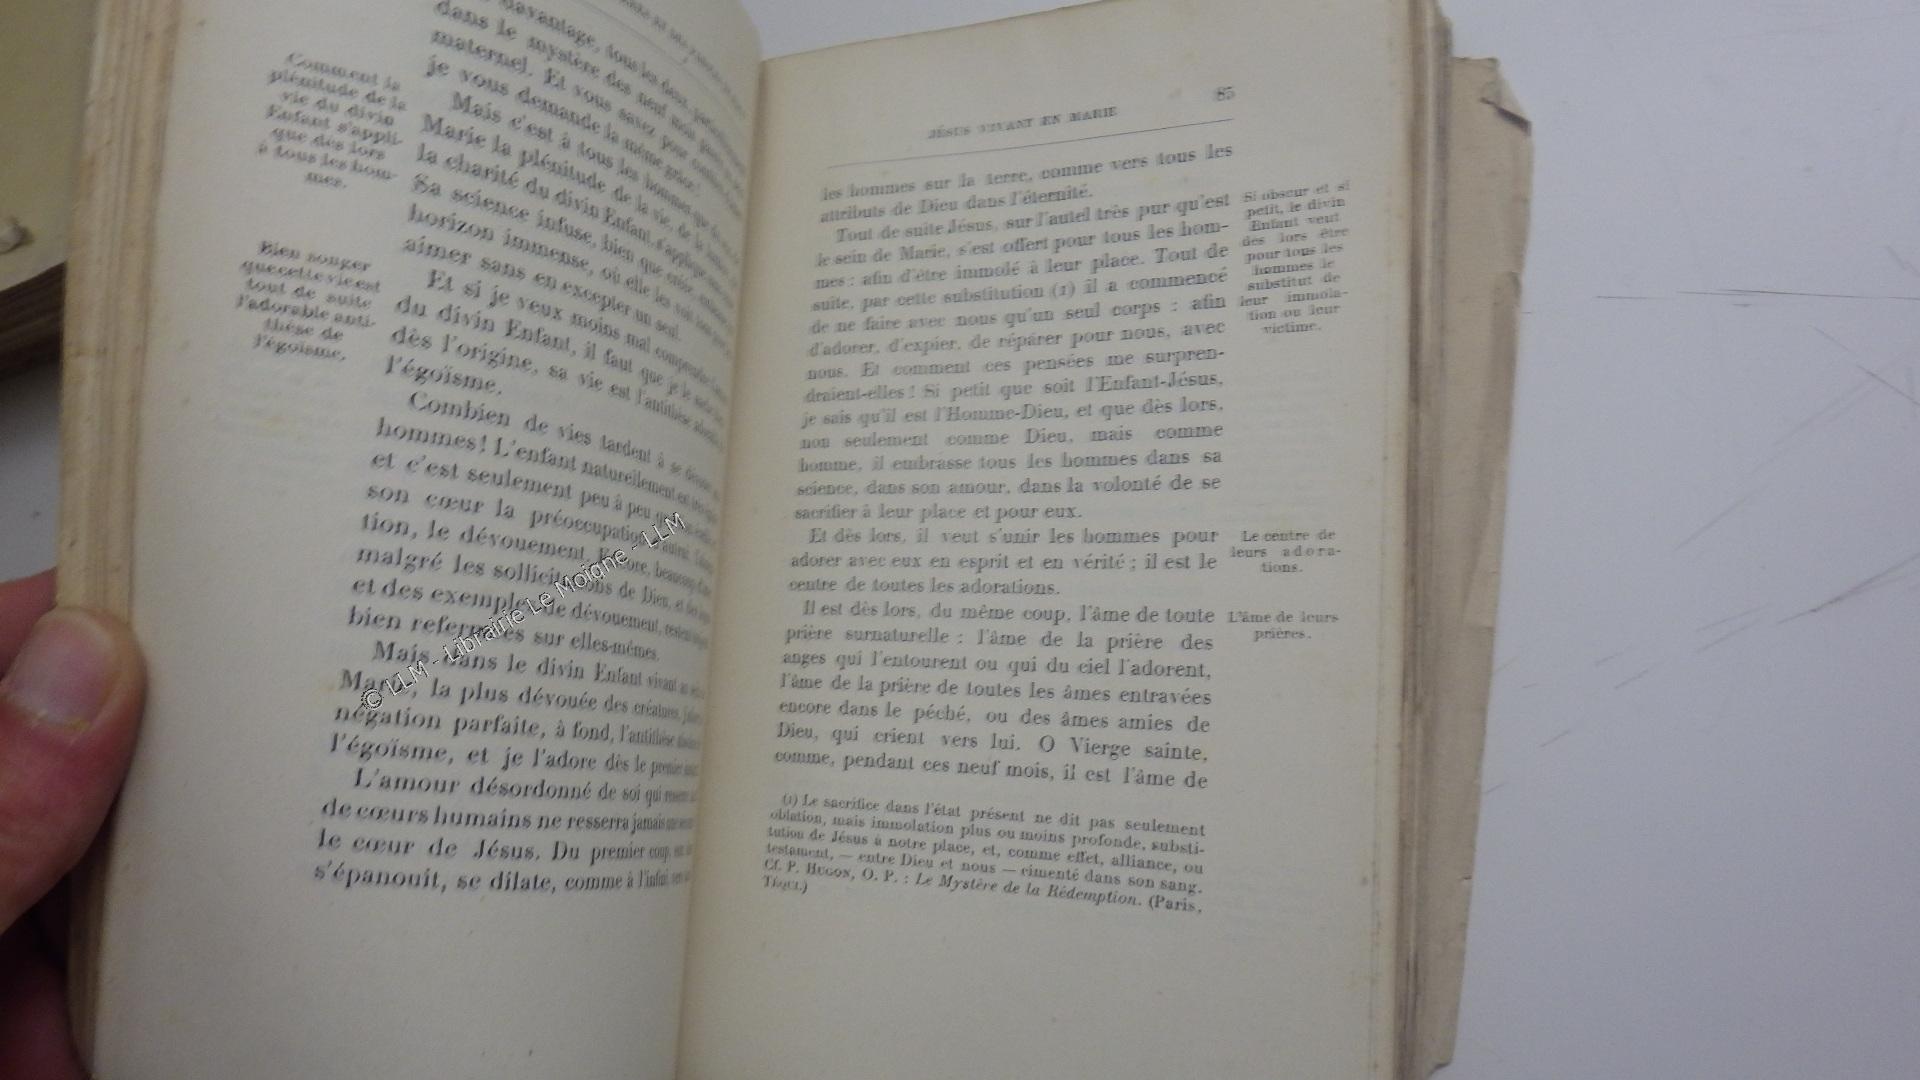 davantage, tous les deux,
dans le mystère des neuf mois
maternel. Et vous savez pour combien
je vous demande la même grâce!
Mais c'est à tous les hommes que
Marie la plénitude de la vie, de la
la charité du divin Enfant, s'applique
Sa science infuse, bien que créée,
horizon immense, où elle les voit tous
aimer sans en excepter un seul.
Et si je veux moins mal comprendre
du divin Enfant, il faut que je le
dès l'origine, sa vie est l'antithèse
l'égoïsme.
Combien de vies tardent à se
hommes! L'enfant naturellement est
et c'est seulement peu à peu que
son cœur la préoccupation d'autrui.
tion, le dévouement. Encore, beaucoup
malgré les sollicitations de Dieu, et
et des exemples de dévouement, restent
bien refermées sur elles-mêmes.
Mais dans le divin Enfant vivant
Marie, la plus dévouée des créatures,
négation parfaite, à fond, l'antithèse
l'égoïsme, et je l'adore dès le premier
L'amour désordonné de soi qui
de cœurs humains ne resserra jamais
le cœur de Jésus. Du premier coup
s'épanouit, se dilate, comme à l'infini, vers
Comment la
plénitude de la
vie du divin
Enfant s'appli-
que dès lors
à tous les hom-
mes.
Bien songer
que cette vie est
tout de suite
l'adorable anti-
thèse de
l'égoïsme.
© LLM - Librairie Le Moigne - LLM
JÉSUS VIVANT EN MARIE 85
les hommes sur la terre, comme vers tous les
attributs de Dieu dans l'éternité.
Tout de suite Jésus, sur l'autel très pur qu'est
le sein de Marie, s'est offert pour tous les hom-
mes : afin d'être immolé à leur place. Tout de
suite, par cette substitution (1) il a commencé
de ne faire avec nous qu'un seul corps : afin
d'adorer, d'expier, de réparer pour nous, avec
nous. Et comment ces pensées me surpren-
draient-elles! Si petit que soit l'Enfant-Jésus,
je sais qu'il est l'Homme-Dieu, et que dès lors,
non seulement comme Dieu, mais comme
homme, il embrasse tous les hommes dans sa
science, dans son amour, dans la volonté de se
sacrifier à leur place et pour eux.
Et dès lors, il veut s'unir les hommes pour
adorer avec eux en esprit et en vérité ; il est le
centre de toutes les adorations.
Il est dès lors, du même coup, l'âme de toute
prière surnaturelle : l'âme de la prière des
anges qui l'entourent ou qui du ciel l'adorent,
l'âme de la prière de toutes les âmes entravées
encore dans le péché, ou des âmes amies de
Dieu, qui crient vers lui. O Vierge sainte,
comme, pendant ces neuf mois, il est l'âme de
Si obscur et si
petit, le divin
Enfant veut
dès lors être
pour tous les
hommes le
substitut de
leur immola-
tion ou leur
victime.
Le centre de
leurs adora-
tions.
L'âme de leurs
prières.
(1) Le sacrifice dans l'état présent ne dit pas seulement
oblation, mais immolation plus ou moins profonde, substi-
tution de Jésus à notre place, et, comme effet, alliance, ou
testament, — entre Dieu et nous — cimenté dans son sang.
Cf. P. HUGON, O. P. : Le Mystère de la Rédemption. (Paris,
TÉQUI.)